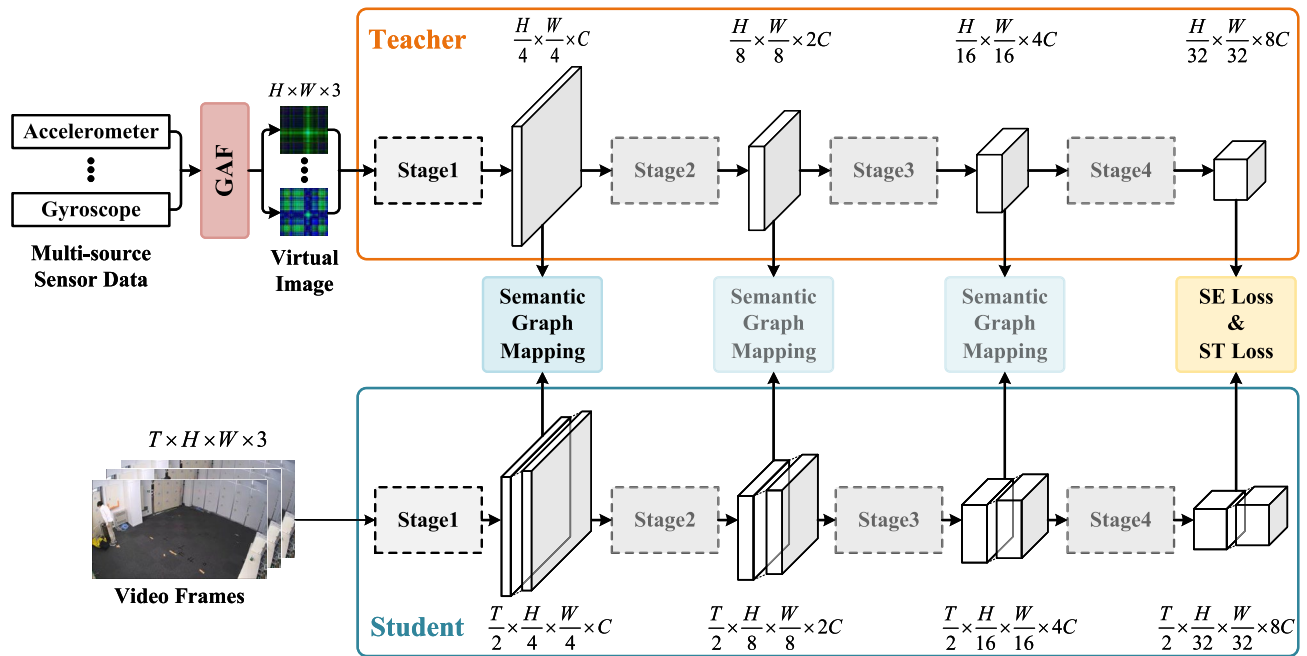 Teacher
H/4 × W/4 × C
H/8 × W/8 × 2C
H/16 × W/16 × 4C
H/32 × W/32 × 8C
H × W × 3
Accelerometer
Gyroscope
GAF
Stage1
Stage2
Stage3
Stage4
Multi-source
Sensor Data
Virtual
Image
Semantic
Graph
Mapping
Semantic
Graph
Mapping
Semantic
Graph
Mapping
SE Loss
&
ST Loss
T × H × W × 3
Video Frames
Stage1
Stage2
Stage3
Stage4
Student
T/2 × H/4 × W/4 × C
T/2 × H/8 × W/8 × 2C
T/2 × H/16 × W/16 × 4C
T/2 × H/32 × W/32 × 8C